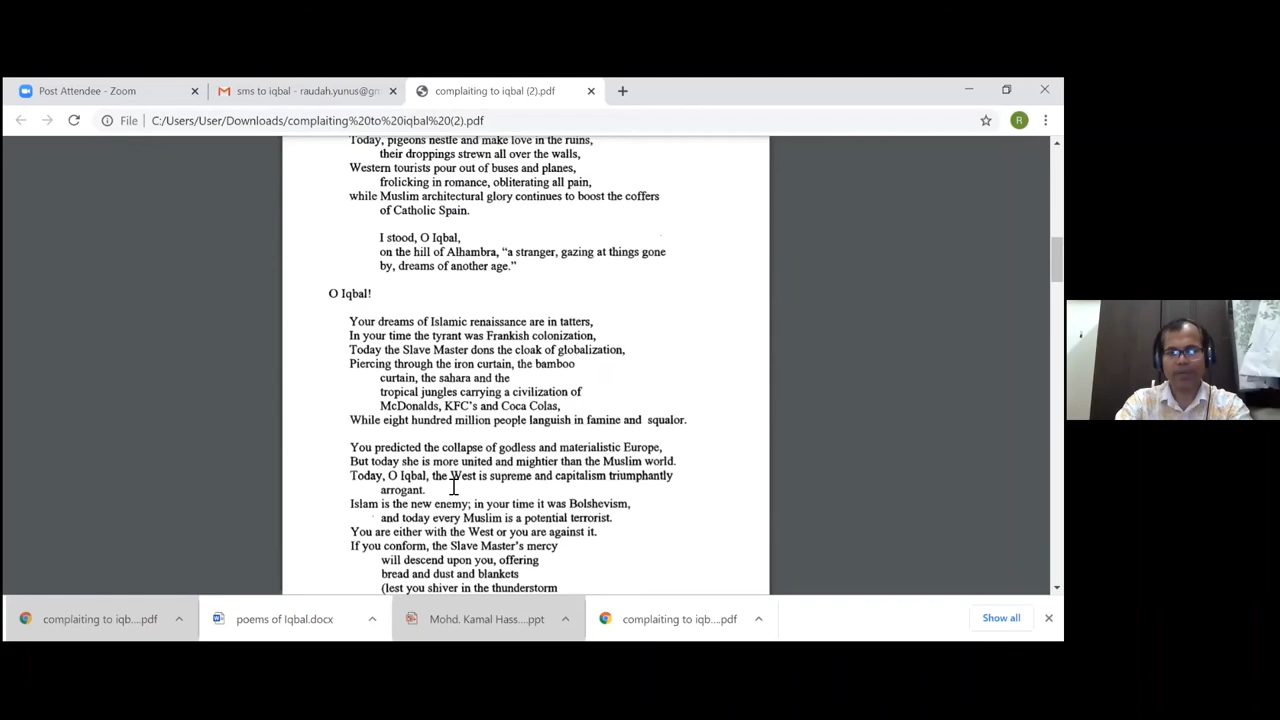 Post Attendee - Zoom
sms to iqbal - raudah.yunus@gm
complaiting to iqbal (2).pdf
File
C:/Users/User/Downloads/complaiting%20to%20iqbal%20(2).pdf
R
Today, pigeons nestle and make love in the ruins,
their droppings strewn all over the walls,
Western tourists pour out of buses and planes,
frolicking in romance, obliterating all pain,
while Muslim architectural glory continues to boost the coffers
of Catholic Spain.
I stood, O Iqbal,
on the hill of Alhambra, “a stranger, gazing at things gone
by, dreams of another age.”
O Iqbal!
Your dreams of Islamic renaissance are in tatters,
In your time the tyrant was Frankish colonization,
Today the Slave Master dons the cloak of globalization,
Piercing through the iron curtain, the bamboo
curtain, the sahara and the
tropical jungles carrying a civilization of
McDonalds, KFC's and Coca Colas,
While eight hundred million people languish in famine and squalor.
You predicted the collapse of godless and materialistic Europe,
But today she is more united and mightier than the Muslim world.
Today, O Iqbal, the West is supreme and capitalism triumphantly
arrogant.
Islam is the new enemy; in your time it was Bolshevism,
and today every Muslim is a potential terrorist.
You are either with the West or you are against it.
If you conform, the Slave Master's mercy
will descend upon you, offering
bread and dust and blankets
(lest you shiver in the thunderstorm
complaiting to iqb....pdf
poems of Iqbal.docx
Mohd. Kamal Hass....ppt
complaiting to iqb....pdf
Show all